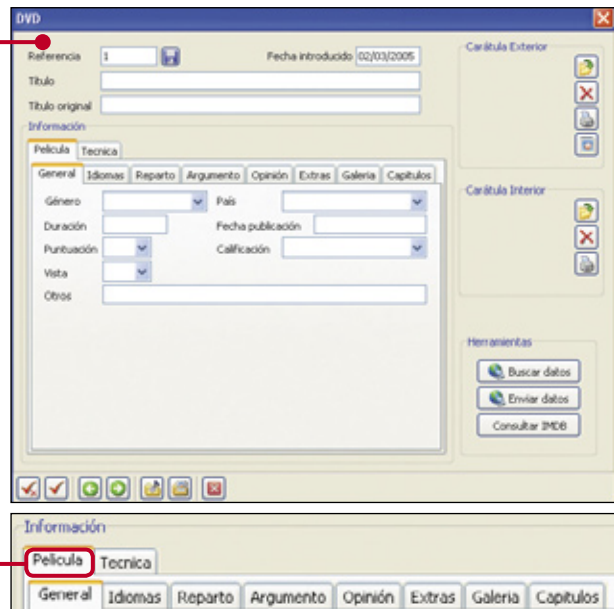 DVD
Referencia 1 Fecha introducido 02/03/2005
Título
Título original
Información
Pelicula Tecnica
General Idiomas Reparto Argumento Opinión Extras Galeria Capitulos
Género País
Duración Fecha publicación
Puntuación Calificación
Vista
Otros
Carátula Exterior
Carátula Interior
Herramientas
Buscar datos
Enviar datos
Consultar IMDB
Información
Pelicula Tecnica
General Idiomas Reparto Argumento Opinión Extras Galeria Capitulos